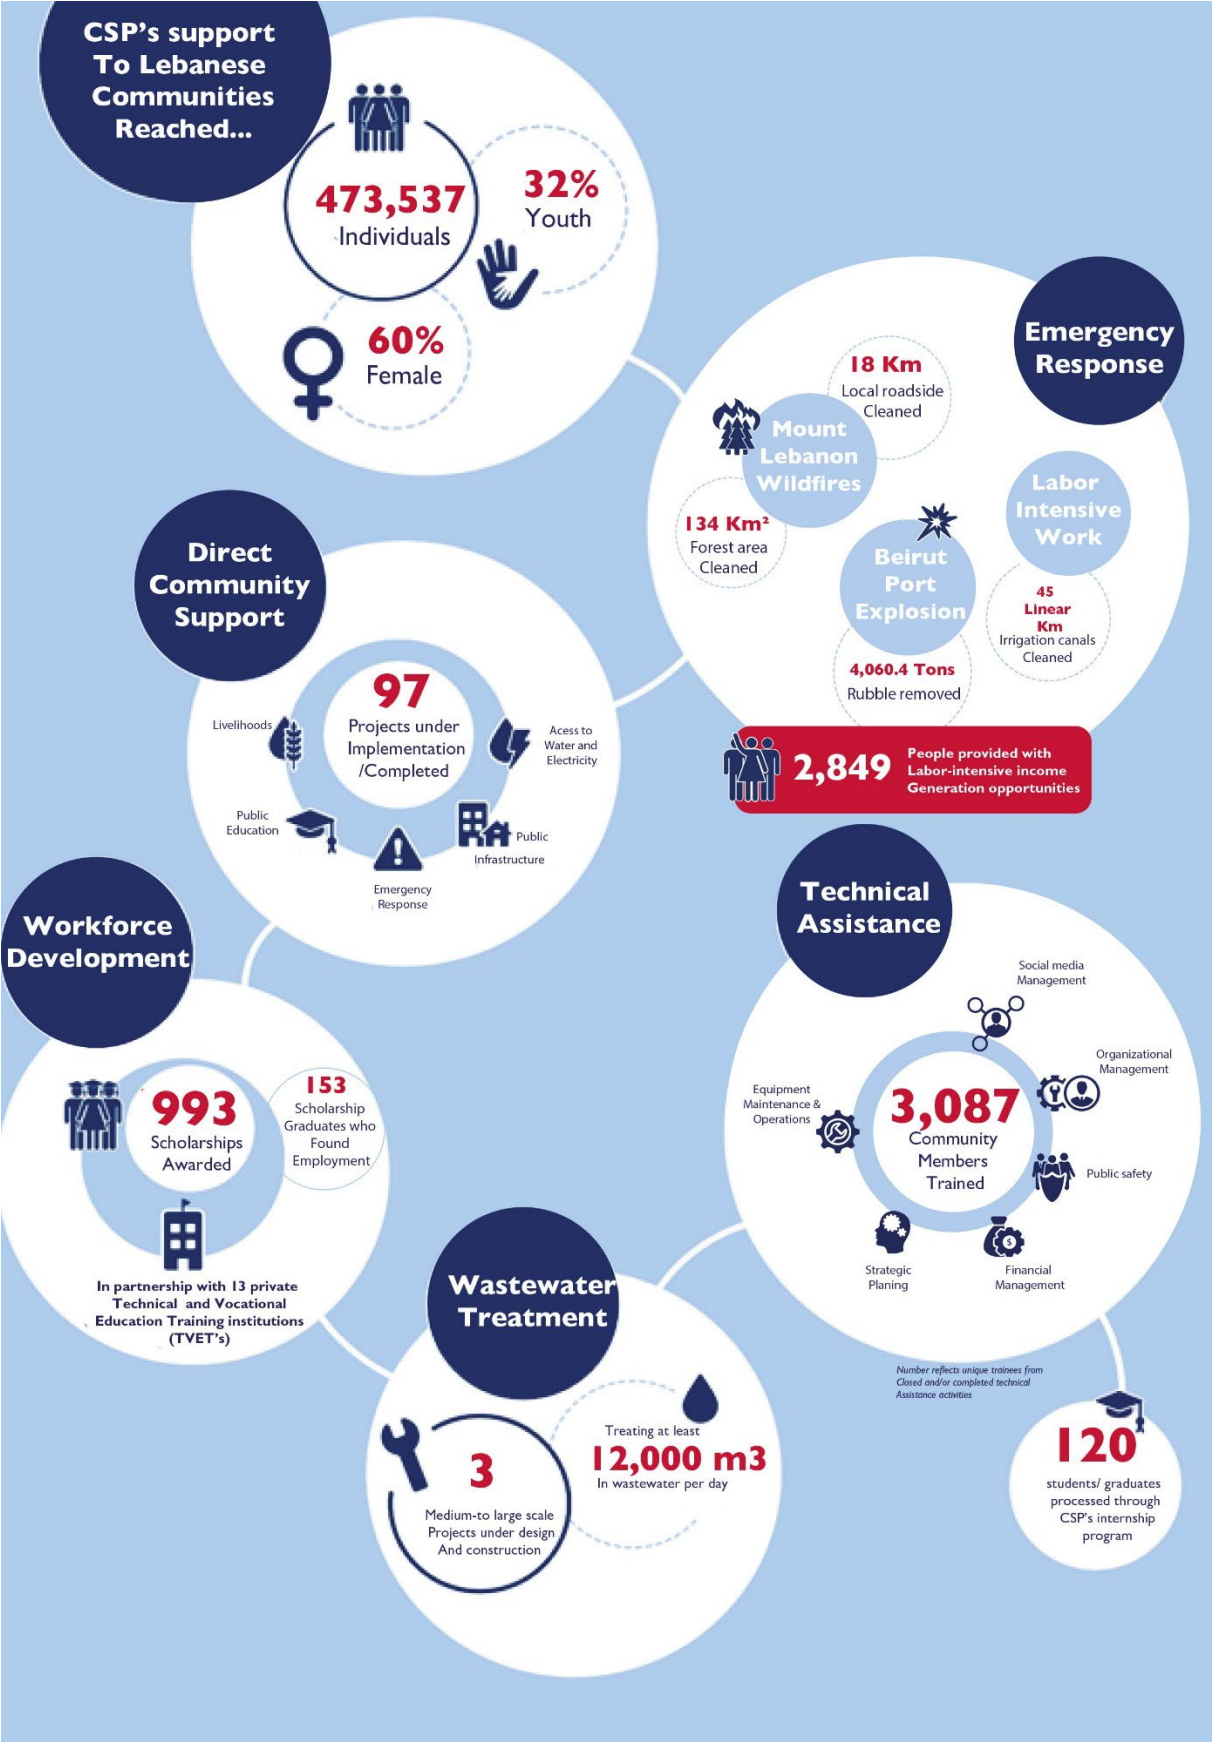 CSP's support
To Lebanese
Communities
Reached...
473,537
Individuals
32%
Youth
60%
Female
Emergency
Response
18 Km
Local roadside
Cleaned
Mount
Lebanon
Wildfires
134 Km²
Forest area
Cleaned
Labor
Intensive
Work
45
Linear
Km
Irrigation canals
Cleaned
Beirut
Port
Explosion
4,060.4 Tons
Rubble removed
2,849
People provided with
Labor-intensive income
Generation opportunities
Direct
Community
Support
97
Projects under
Implementation
/Completed
Livelihoods
Acess to
Water and
Electricity
Public
Education
Public
Infrastructure
Emergency
Response
Technical
Assistance
Social media
Management
Organizational
Management
Equipment
Maintenance &
Operations
3,087
Community
Members
Trained
Public safety
Strategic
Planing
Financial
Management
Number reflects unique trainees from
Closed and/or completed technical
Assistance activities
120
students/ graduates
processed through
CSP's internship
program
Workforce
Development
993
Scholarships
Awarded
153
Scholarship
Graduates who
Found
Employment
In partnership with 13 private
Technical and Vocational
Education Training institutions
(TVET's)
Wastewater
Treatment
3
Medium-to large scale
Projects under design
And construction
Treating at least
12,000 m3
In wastewater per day